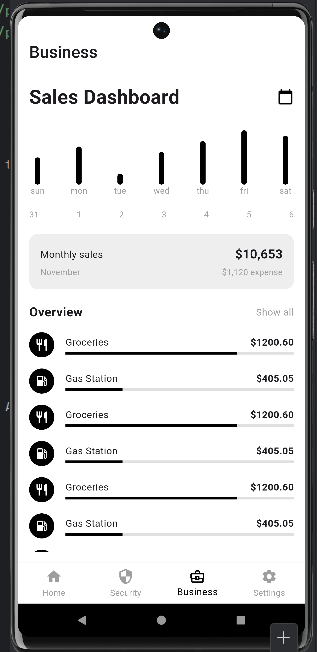 Business
Sales Dashboard
sun mon tue wed thu fri sat
31 1 2 3 4 5 6
Monthly sales $10,653
November $1,120 expense
Overview Show all
Groceries $1200.60
Gas Station $405.05
Groceries $1200.60
Gas Station $405.05
Groceries $1200.60
Gas Station $405.05
Home Security Business Settings